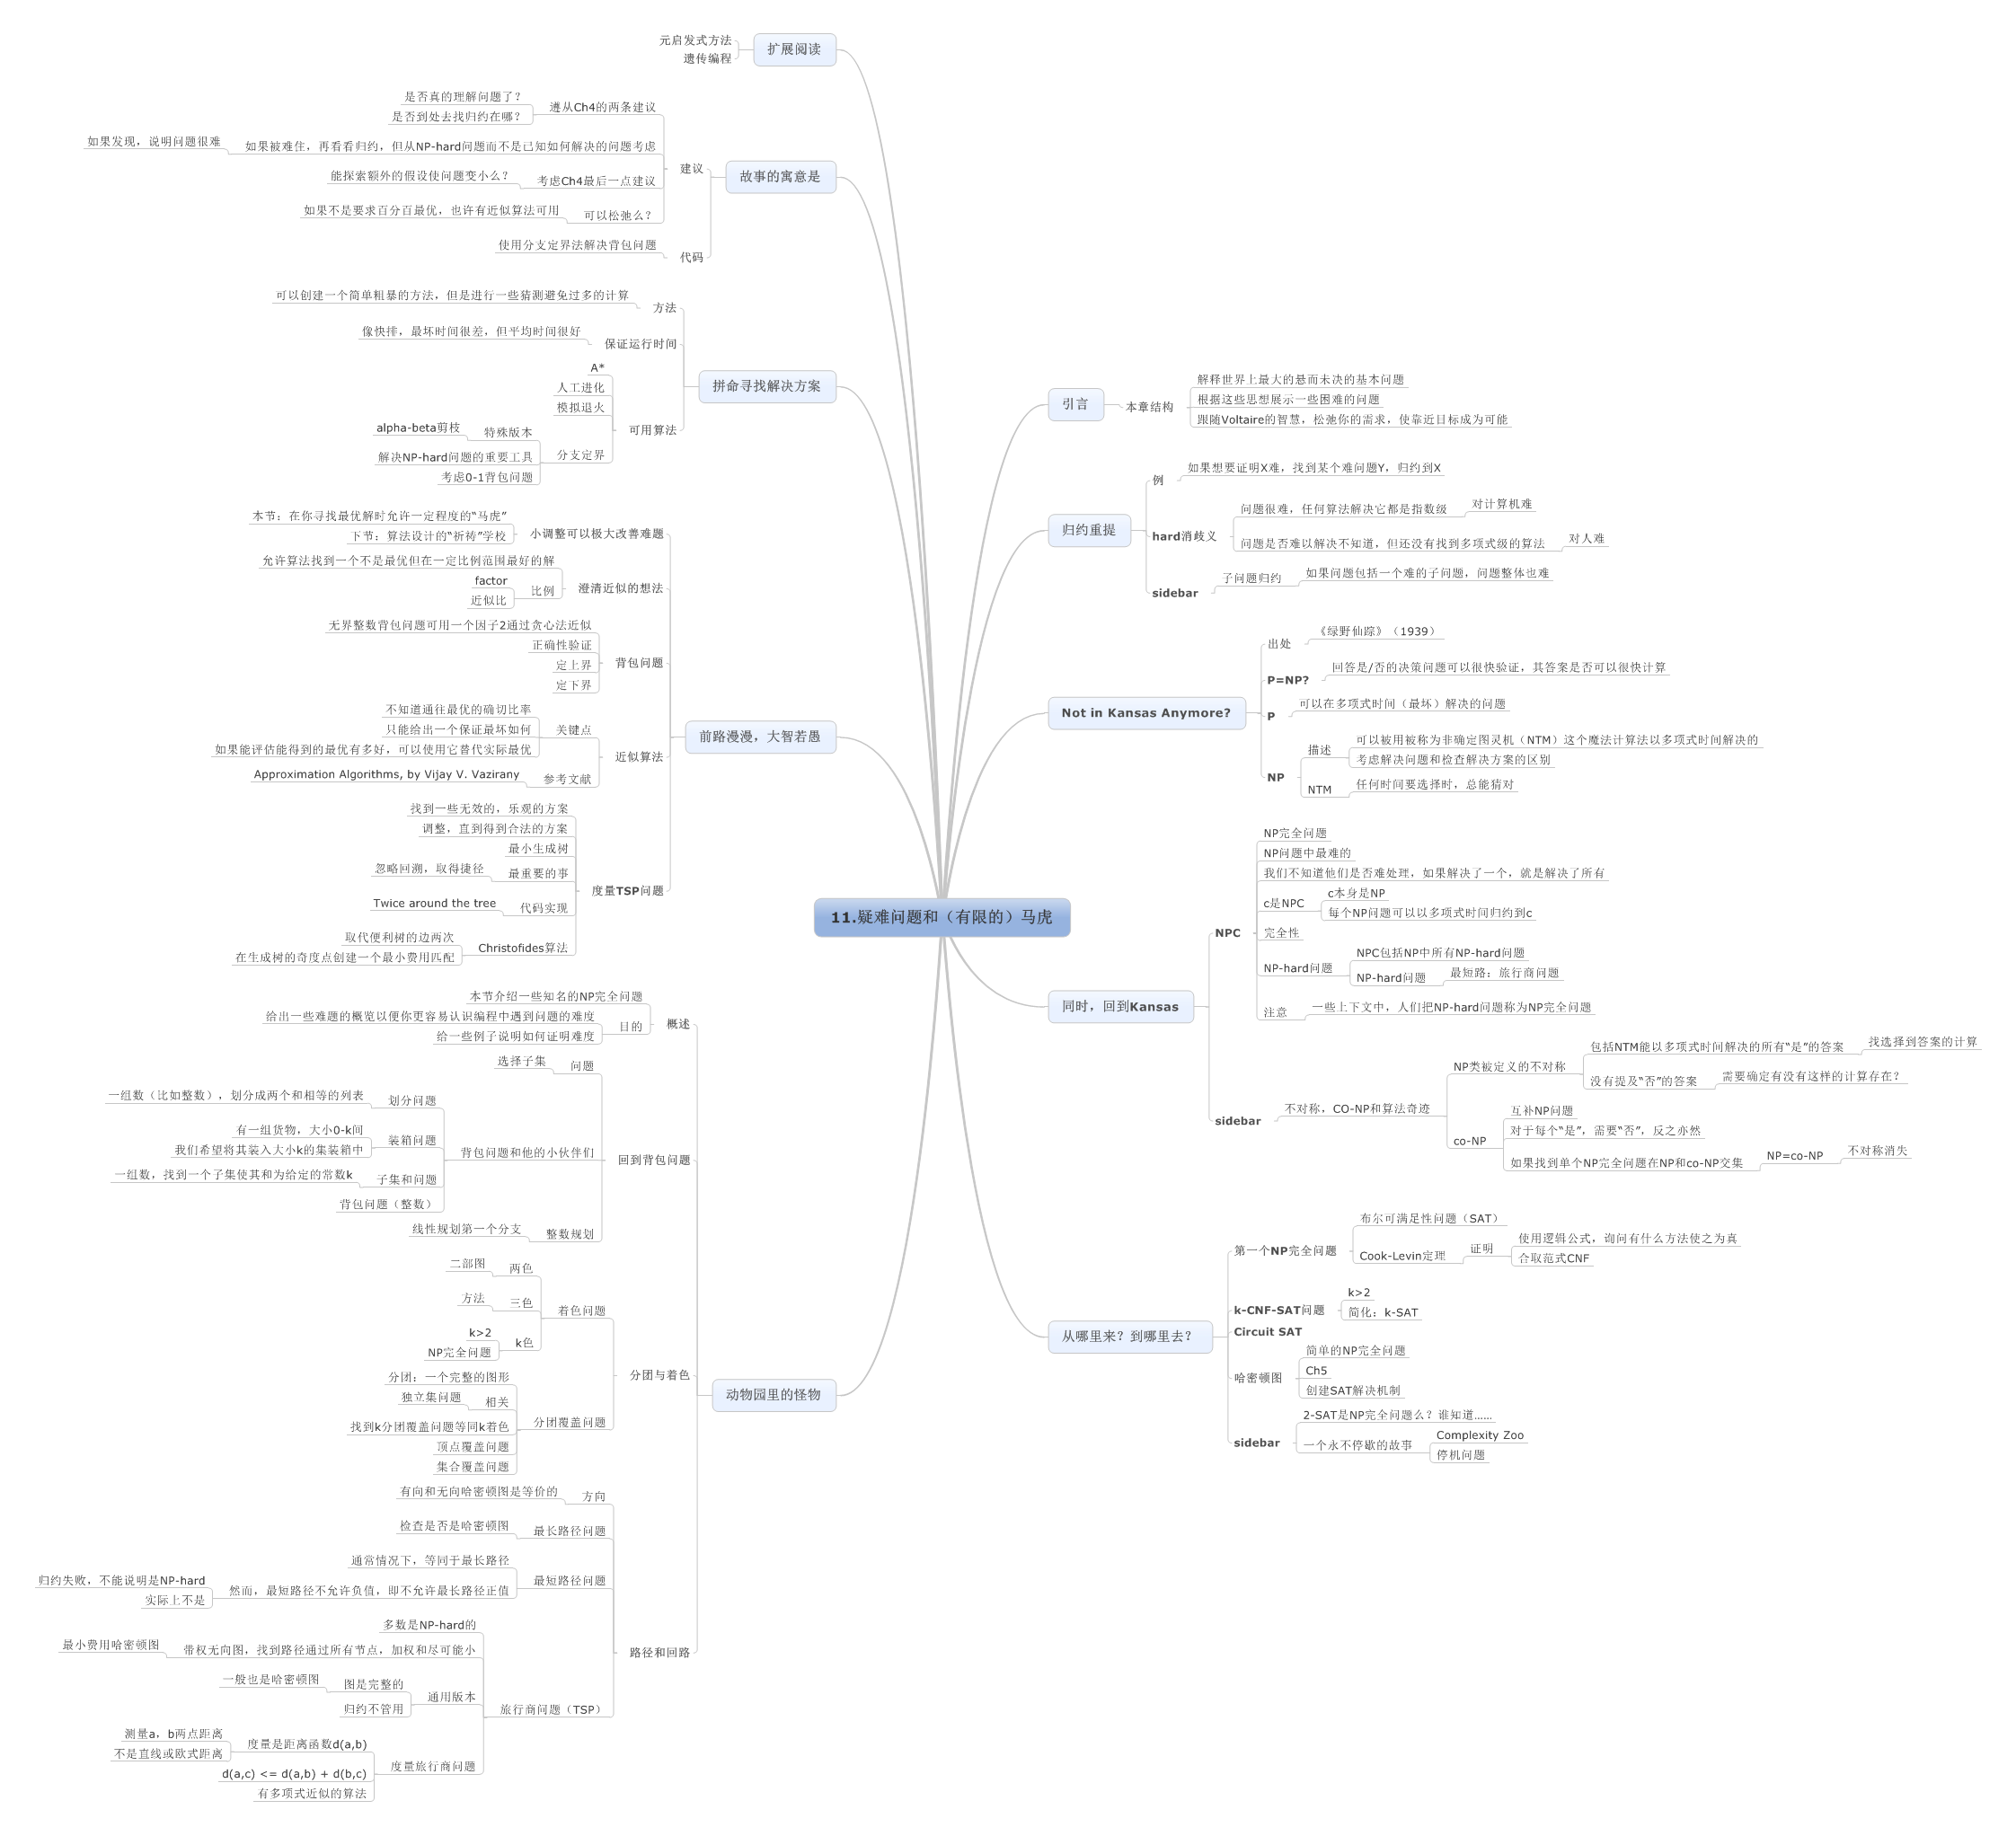 11.疑难问题和（有限的）马虎
引言
本章结构
解释世界上最大的悬而未决的基本问题
根据这些思想展示一些困难的问题
跟随Voltaire的智慧，松弛你的需求，使靠近目标成为可能
归约重提
例
如果想要证明X难，找到某个难问题Y，归约到X
hard消歧义
问题很难，任何算法解决它都是指数级
对计算机难
问题是否难以解决不知道，但还没有找到多项式级的算法
对人难
sidebar
子问题归约
如果问题包括一个难的子问题，问题整体也难
Not in Kansas Anymore?
出处
《绿野仙踪》（1939）
P=NP?
回答是/否的决策问题可以很快验证，其答案是否可以很快计算
P
可以在多项式时间（最坏）解决的问题
NP
描述
可以被用被称为非确定图灵机（NTM）这个魔法计算法以多项式时间解决的
考虑解决问题和检查解决方案的区别
NTM
任何时间要选择时，总能猜对
同时，回到Kansas
NPC
NP完全问题
NP问题中最难的
我们不知道他们是否难处理，如果解决了一个，就是解决了所有
c是NPC
c本身是NP
每个NP问题可以以多项式时间归约到c
完全性
NP-hard问题
NPC包括NP中所有NP-hard问题
NP-hard问题
最短路：旅行商问题
注意
一些上下文中，人们把NP-hard问题称为NP完全问题
sidebar
不对称，CO-NP和算法奇迹
NP类被定义的不对称
包括NTM能以多项式时间解决的所有“是”的答案
找选择到答案的计算
没有提及“否”的答案
需要确定有没有这样的计算存在？
co-NP
互补NP问题
对于每个“是”，需要“否”，反之亦然
如果找到单个NP完全问题在NP和co-NP交集
NP=co-NP
不对称消失
从哪里来？到哪里去？
第一个NP完全问题
布尔可满足性问题（SAT）
Cook-Levin定理
证明
使用逻辑公式，询问有什么方法使之为真
合取范式CNF
k-CNF-SAT问题
k>2
简化：k-SAT
Circuit SAT
哈密顿图
简单的NP完全问题
Ch5
创建SAT解决机制
sidebar
2-SAT是NP完全问题么？谁知道……
一个永不停歇的故事
Complexity Zoo
停机问题
扩展阅读
元启发式方法
遗传编程
故事的寓意是
建议
遵从Ch4的两条建议
是否真的理解问题了？
是否到处去找归约在哪？
如果被难住，再看看归约，但从NP-hard问题而不是已知如何解决的问题考虑
如果发现，说明问题很难
考虑Ch4最后一点建议
能探索额外的假设使问题变小么？
可以松弛么？
如果不是要求百分百最优，也许有近似算法可用
代码
使用分支定界法解决背包问题
拼命寻找解决方案
方法
可以创建一个简单粗暴的方法，但是进行一些猜测避免过多的计算
保证运行时间
像快排，最坏时间很差，但平均时间很好
可用算法
A*
人工进化
模拟退火
分支定界
特殊版本
alpha-beta剪枝
解决NP-hard问题的重要工具
考虑0-1背包问题
前路漫漫，大智若愚
小调整可以极大改善难题
本节：在你寻找最优解时允许一定程度的“马虎”
下节：算法设计的“祈祷”学校
澄清近似的想法
允许算法找到一个不是最优但在一定比例范围最好的解
比例
factor
近似比
背包问题
无界整数背包问题可用一个因子2通过贪心法近似
正确性验证
定上界
定下界
近似算法
关键点
不知道通往最优的确切比率
只能给出一个保证最坏如何
如果能评估能得到的最优有多好，可以使用它替代实际最优
参考文献
Approximation Algorithms, by Vijay V. Vazirany
度量TSP问题
找到一些无效的，乐观的方案
调整，直到得到合法的方案
最小生成树
最重要的事
忽略回溯，取得捷径
代码实现
Twice around the tree
Christofides算法
取代便利树的边两次
在生成树的奇度点创建一个最小费用匹配
动物园里的怪物
概述
本节介绍一些知名的NP完全问题
目的
给出一些难题的概览以便你更容易认识编程中遇到问题的难度
给一些例子说明如何证明难度
回到背包问题
问题
选择子集
背包问题和他的小伙伴们
划分问题
一组数（比如整数），划分成两个和相等的列表
装箱问题
有一组货物，大小0-k间
我们希望将其装入大小k的集装箱中
子集和问题
一组数，找到一个子集使其和为给定的常数k
背包问题（整数）
整数规划
线性规划第一个分支
分团与着色
着色问题
两色
二部图
三色
方法
k色
k>2
NP完全问题
分团覆盖问题
分团：一个完整的图形
相关
独立集问题
找到k分团覆盖问题等同k着色
顶点覆盖问题
集合覆盖问题
路径和回路
方向
有向和无向哈密顿图是等价的
最长路径问题
检查是否是哈密顿图
最短路径问题
通常情况下，等同于最长路径
然而，最短路径不允许负值，即不允许最长路径正值
归约失败，不能说明是NP-hard
实际上不是
旅行商问题（TSP）
多数是NP-hard的
带权无向图，找到路径通过所有节点，加权和尽可能小
最小费用哈密顿图
通用版本
图是完整的
一般也是哈密顿图
归约不管用
度量旅行商问题
度量是距离函数d(a,b)
测量a，b两点距离
不是直线或欧式距离
d(a,c) <= d(a,b) + d(b,c)
有多项式近似的算法